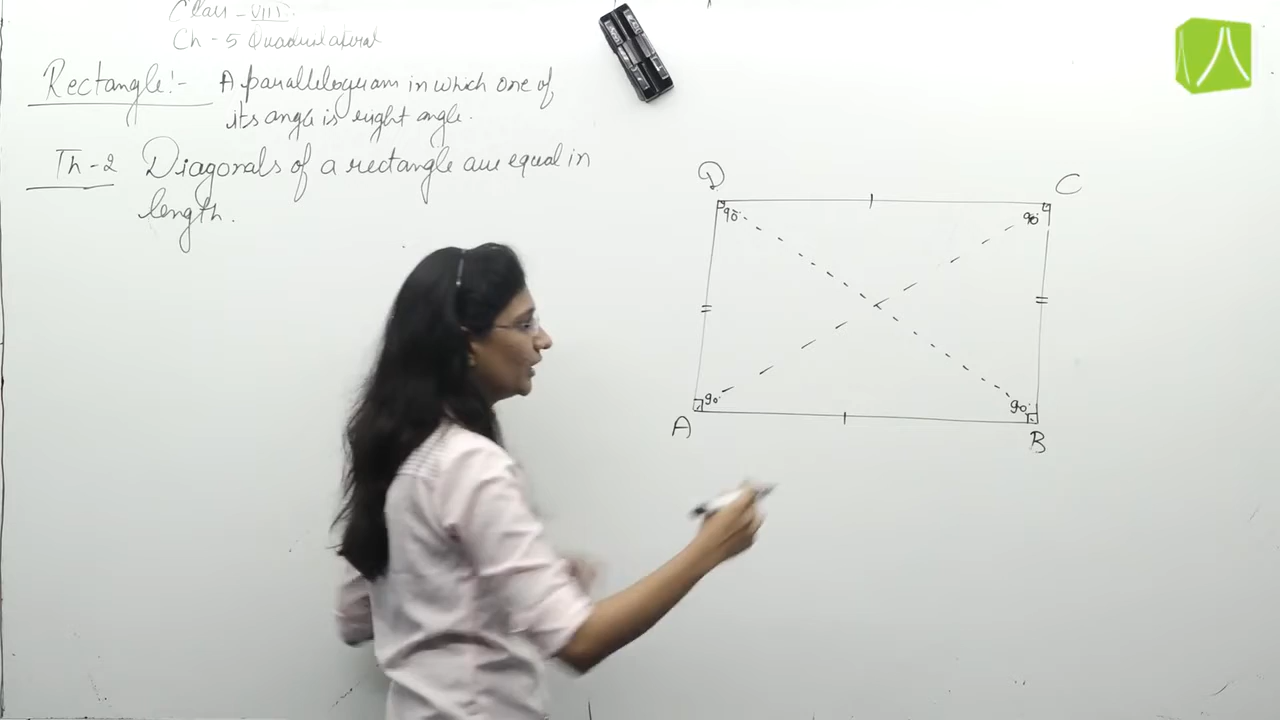 Class - VIII
Ch - 5 Quadrilateral
Rectangle :- A parallelogram in which one of
its angle is right angle.
Th-2 Diagonals of a rectangle are equal in
length.
D
C
90°
90°
90°
90°
A
B